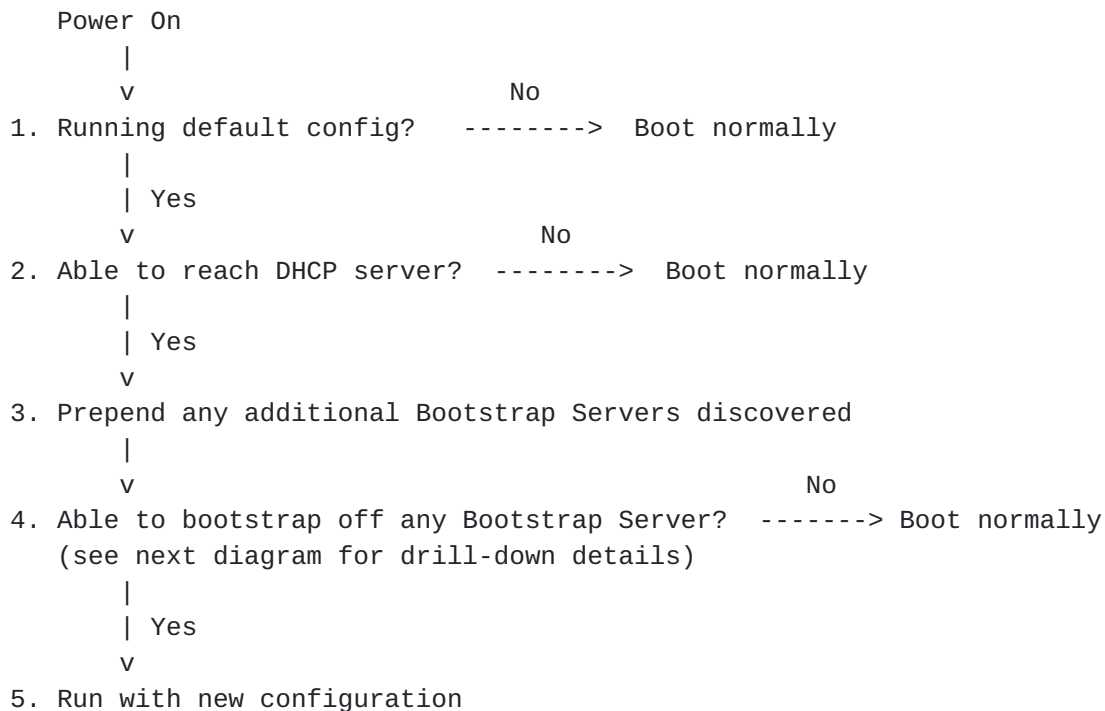 Power On
|
v No
1. Running default config? --------> Boot normally
|
| Yes
v No
2. Able to reach DHCP server? --------> Boot normally
|
| Yes
v
3. Prepend any additional Bootstrap Servers discovered
|
v No
4. Able to bootstrap off any Bootstrap Server? -------> Boot normally
(see next diagram for drill-down details)
|
| Yes
v
5. Run with new configuration